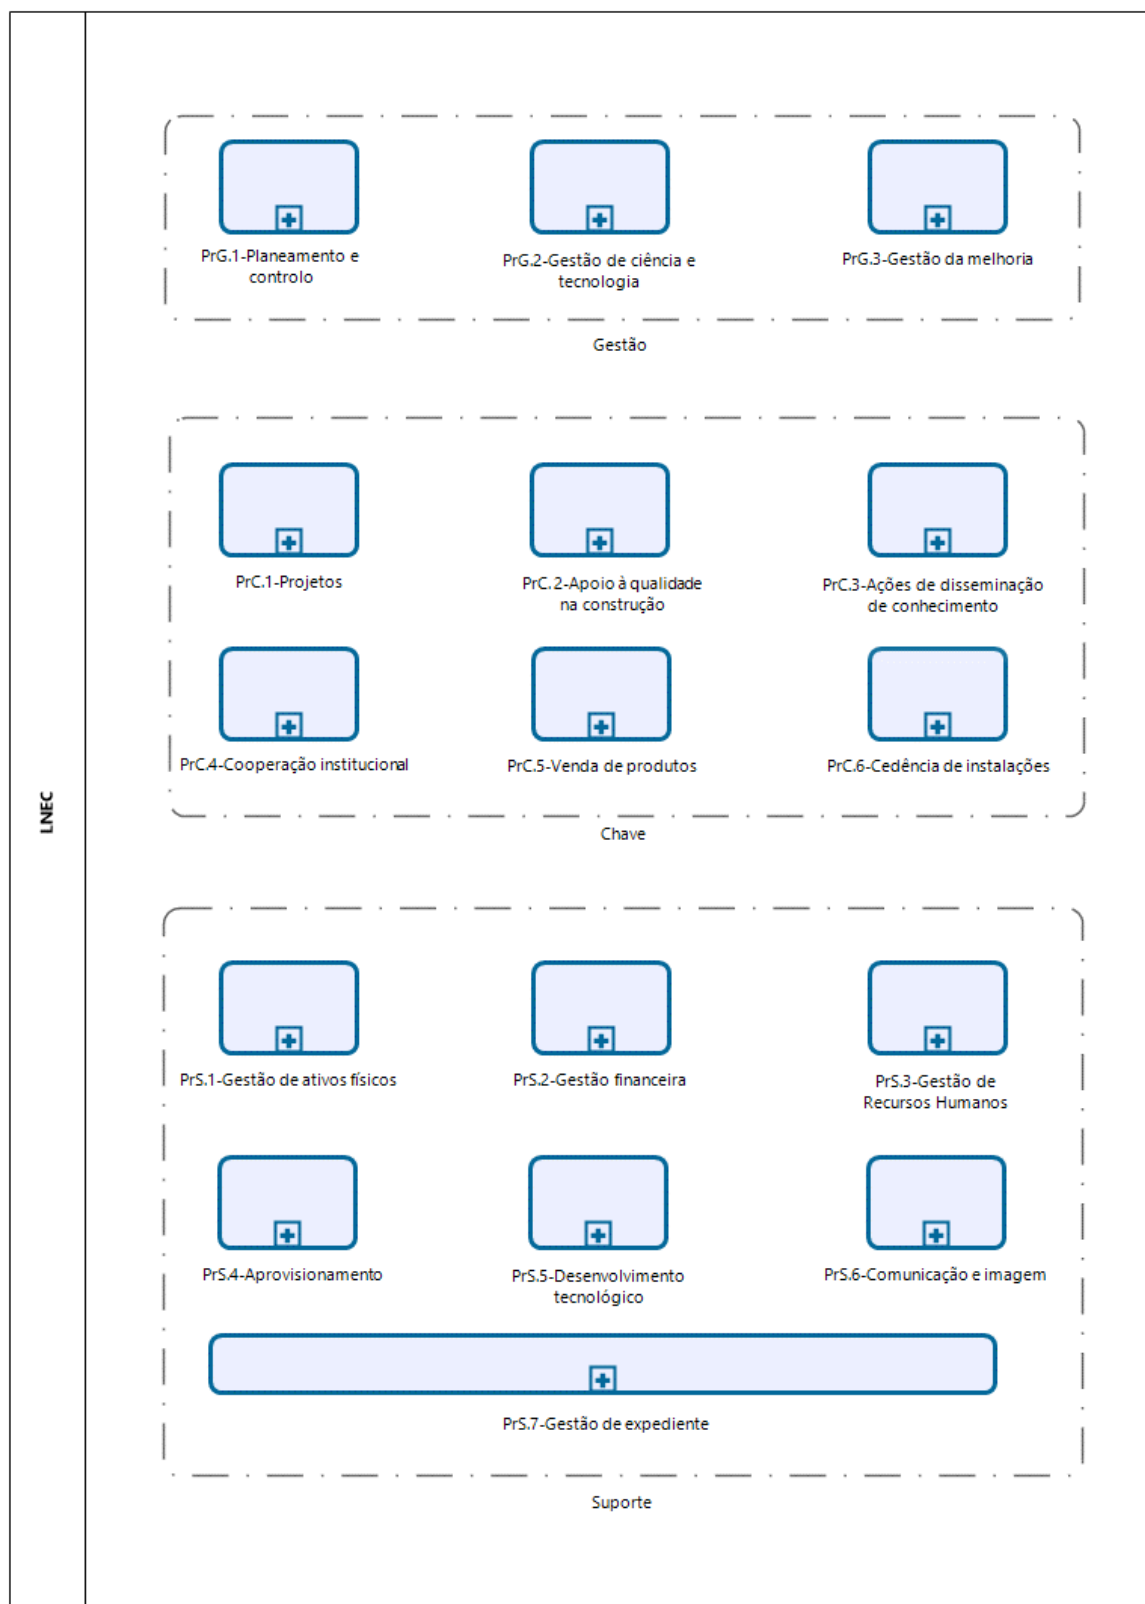 LNEC
PrG.1-Planeamento e
controlo
PrG.2-Gestão de ciência e
tecnologia
PrG.3-Gestão da melhoria
Gestão
PrC.1-Projetos
PrC.2-Apoio à qualidade
na construção
PrC.3-Ações de disseminação
de conhecimento
PrC.4-Cooperação institucional
PrC.5-Venda de produtos
PrC.6-Cedência de instalações
Chave
PrS.1-Gestão de ativos físicos
PrS.2-Gestão financeira
PrS.3-Gestão de
Recursos Humanos
PrS.4-Aprovisionamento
PrS.5-Desenvolvimento
tecnológico
PrS.6-Comunicação e imagem
PrS.7-Gestão de expediente
Suporte